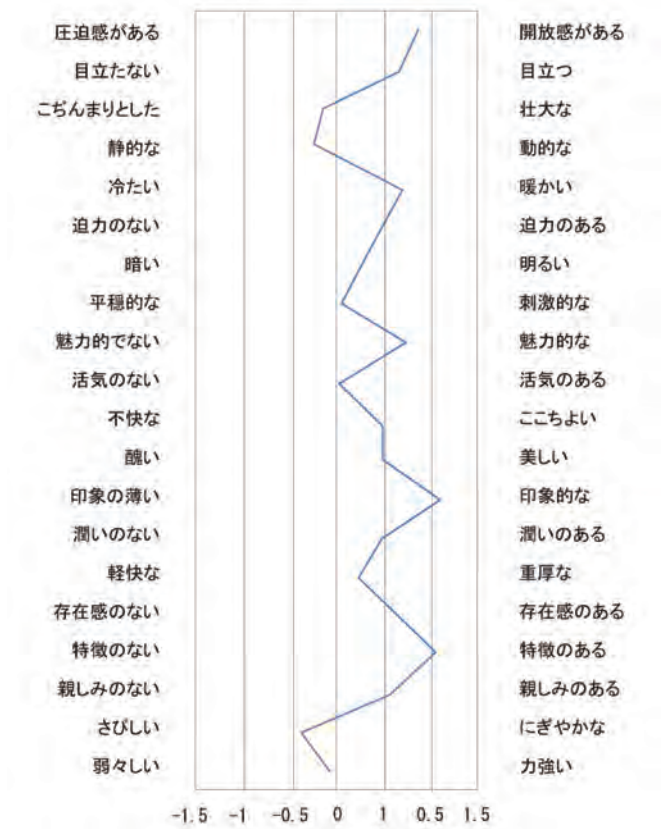 圧迫感がある 開放感がある
目立たない 目立つ
こぢんまりとした 壮大な
静的な 動的な
冷たい 暖かい
迫力のない 迫力のある
暗い 明るい
平穏的な 刺激的な
魅力的でない 魅力的な
活気のない 活気のある
不快な ここちよい
醜い 美しい
印象の薄い 印象的な
潤いのない 潤いのある
軽快な 重厚な
存在感のない 存在感のある
特徴のない 特徴のある
親しみのない 親しみのある
さびしい にぎやかな
弱々しい 力強い
-1.5 -1 -0.5 0 1 0.5 1.5